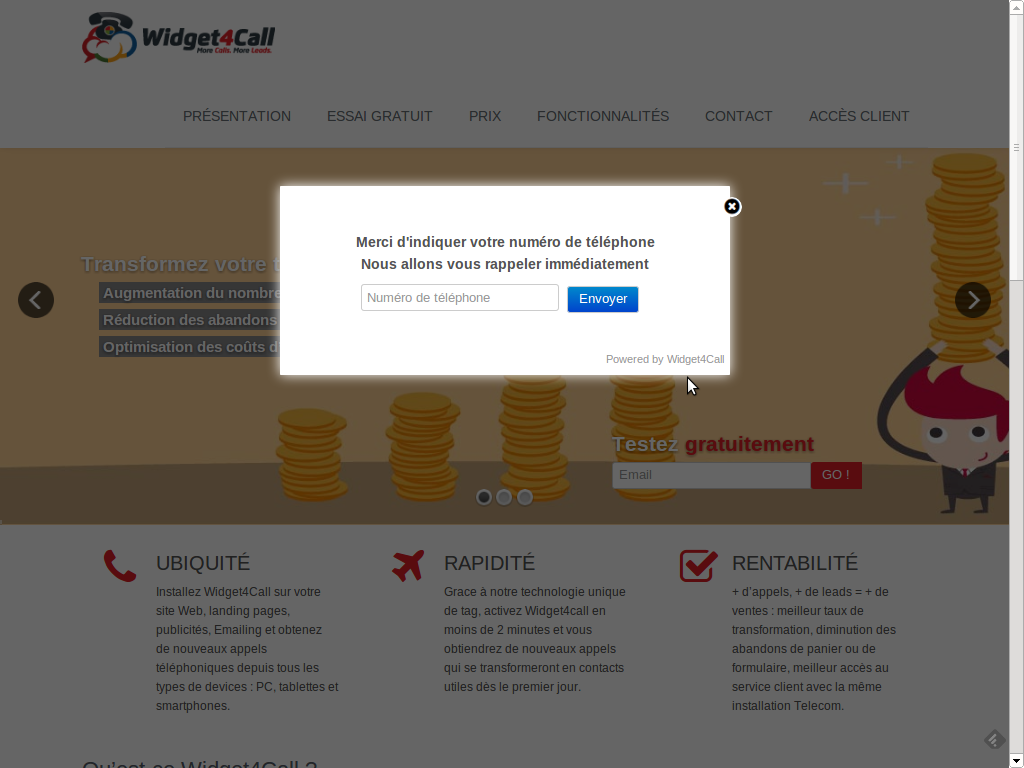 Widget4Call
More Calls. More Leads.
PRÉSENTATION ESSAI GRATUIT PRIX FONCTIONNALITÉS CONTACT ACCÈS CLIENT
Merci d'indiquer votre numéro de téléphone
Nous allons vous rappeler immédiatement
Numéro de téléphone Envoyer
Powered by Widget4Call
Transformez votre
Augmentation du nombre
Réduction des abandons
Optimisation des coûts
Testez gratuitement
Email GO !
UBIQUITÉ
Installez Widget4Call sur votre
site Web, landing pages,
publicités, Emailing et obtenez
de nouveaux appels
téléphoniques depuis tous les
types de devices : PC, tablettes et
smartphones.
RAPIDITÉ
Grace à notre technologie unique
de tag, activez Widget4call en
moins de 2 minutes et vous
obtiendrez de nouveaux appels
qui se transformeront en contacts
utiles dès le premier jour.
RENTABILITÉ
+ d'appels, + de leads = + de
ventes : meilleur taux de
transformation, diminution des
abandons de panier ou de
formulaire, meilleur accès au
service client avec la même
installation Telecom.
Qu'est ce Widget4Call ?